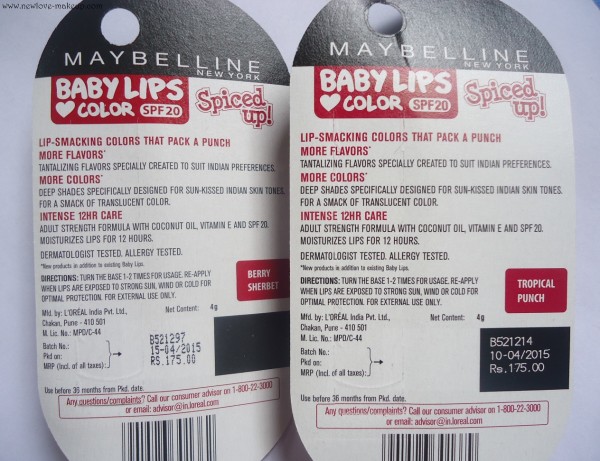 www.newlove-makeup.com
MAYBELLINE
NEW YORK
BABY LIPS
COLOR SPF20
Spiced up!
LIP-SMACKING COLORS THAT PACK A PUNCH
MORE FLAVORS*
TANTALIZING FLAVORS SPECIALLY CREATED TO SUIT INDIAN PREFERENCES.
MORE COLORS*
DEEP SHADES SPECIFICALLY DESIGNED FOR SUN-KISSED INDIAN SKIN TONES.
FOR A SMACK OF TRANSLUCENT COLOR.
INTENSE 12HR CARE
ADULT STRENGTH FORMULA WITH COCONUT OIL, VITAMIN E AND SPF 20.
MOISTURIZES LIPS FOR 12 HOURS.
DERMATOLOGIST TESTED. ALLERGY TESTED.
*New products in addition to existing Baby Lips.
DIRECTIONS: TURN THE BASE 1-2 TIMES FOR USAGE. RE-APPLY
WHEN LIPS ARE EXPOSED TO STRONG SUN, WIND OR COLD FOR
OPTIMAL PROTECTION. FOR EXTERNAL USE ONLY.
BERRY
SHERBET
Mfd. by: L'ORÉAL India Pvt. Ltd., Net Content: 4g
Chakan, Pune - 410 501
M. Lic. No.: MPD/C-44
Batch No.: B521297
Pkd on: 15-04/2015
MRP (Incl. of all taxes): RS.175.00
Use before 36 months from Pkd. date.
Any questions/complaints? Call our consumer advisor on 1-800-22-3000
or email: advisor@in.loreal.com
MAYBELLINE
NEW YORK
BABY LIPS
COLOR SPF20
Spiced up!
LIP-SMACKING COLORS THAT PACK A PUNCH
MORE FLAVORS*
TANTALIZING FLAVORS SPECIALLY CREATED TO SUIT INDIAN PREFERENCES.
MORE COLORS*
DEEP SHADES SPECIFICALLY DESIGNED FOR SUN-KISSED INDIAN SKIN TONES.
FOR A SMACK OF TRANSLUCENT COLOR.
INTENSE 12HR CARE
ADULT STRENGTH FORMULA WITH COCONUT OIL, VITAMIN E AND SPF 20.
MOISTURIZES LIPS FOR 12 HOURS.
DERMATOLOGIST TESTED. ALLERGY TESTED.
*New products in addition to existing Baby Lips.
DIRECTIONS: TURN THE BASE 1-2 TIMES FOR USAGE. RE-APPLY
WHEN LIPS ARE EXPOSED TO STRONG SUN, WIND OR COLD FOR
OPTIMAL PROTECTION. FOR EXTERNAL USE ONLY.
TROPICAL
PUNCH
Mfd. by: L'ORÉAL India Pvt. Ltd., Net Content: 4g
Chakan, Pune - 410 501
M. Lic. No.: MPD/C-44
Batch No.: B521214
Pkd on: 10-04/2015
MRP (Incl. of all taxes): Rs.175.00
Use before 36 months from Pkd. date.
Any questions/complaints? Call our consumer advisor on 1-800-22-3000
or email: advisor@in.loreal.com